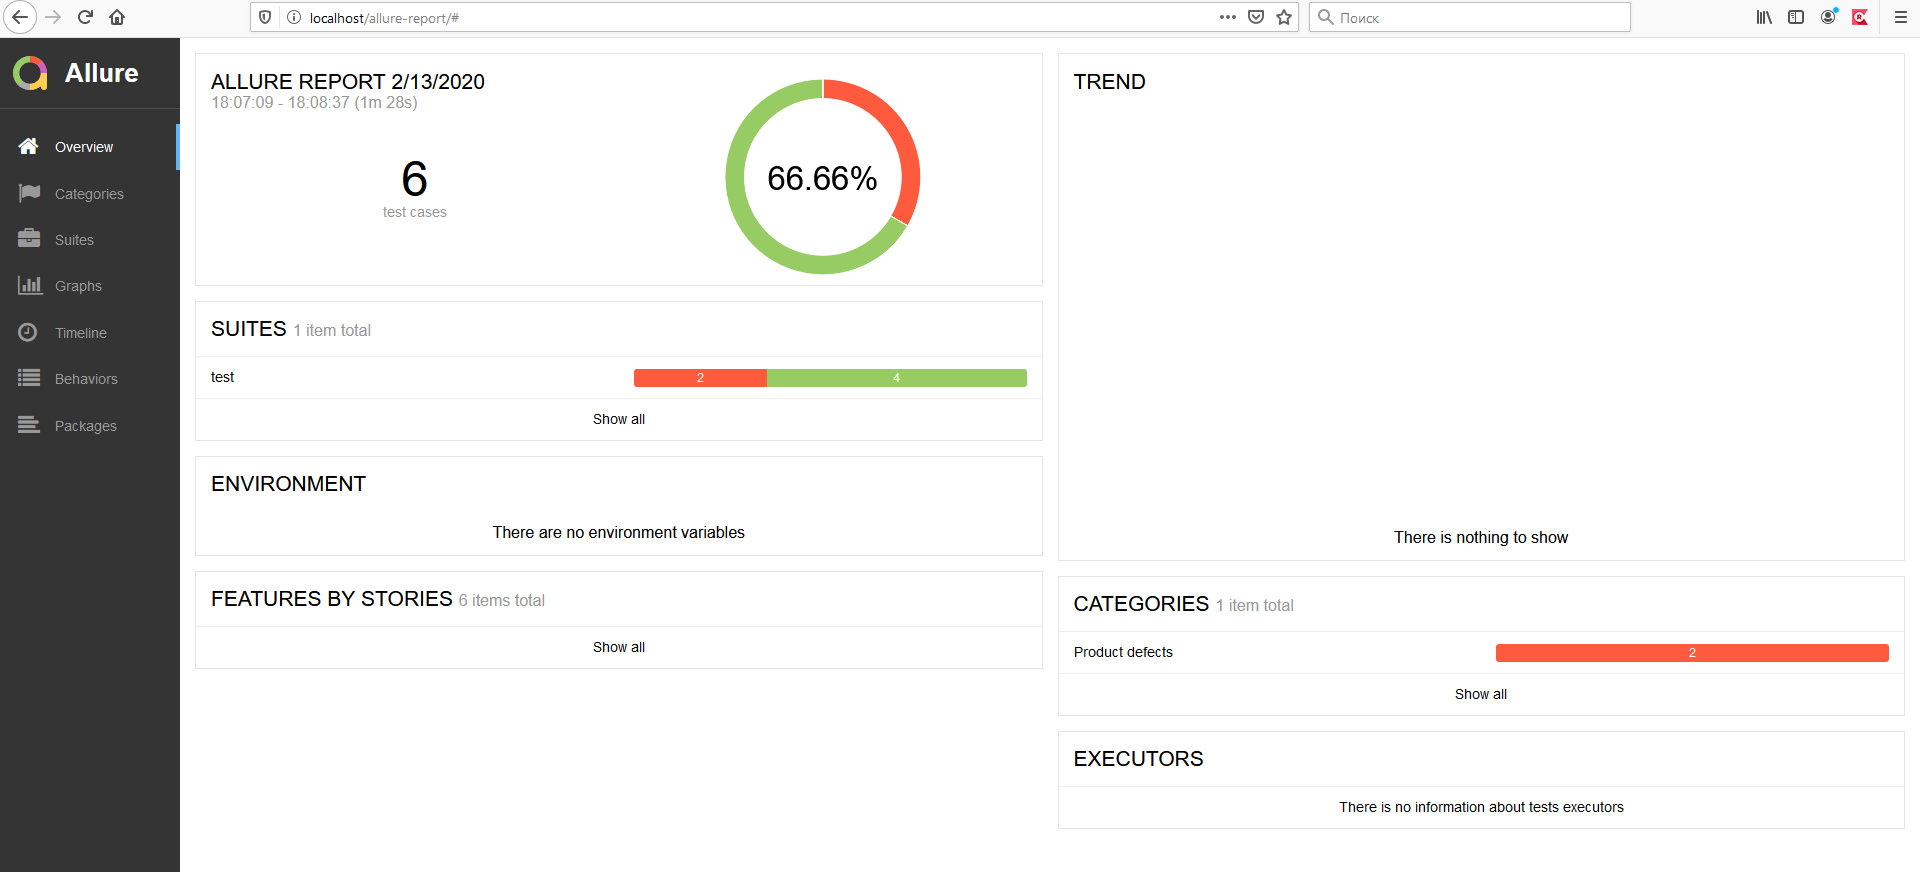 localhost/allure-report/#
Поиск
Allure
Overview
Categories
Suites
Graphs
Timeline
Behaviors
Packages
ALLURE REPORT 2/13/2020
18:07:09 - 18:08:37 (1m 28s)
6
test cases
66.66%
SUITES 1 item total
test
2
4
Show all
ENVIRONMENT
There are no environment variables
FEATURES BY STORIES 6 items total
Show all
TREND
There is nothing to show
CATEGORIES 1 item total
Product defects
2
Show all
EXECUTORS
There is no information about tests executors